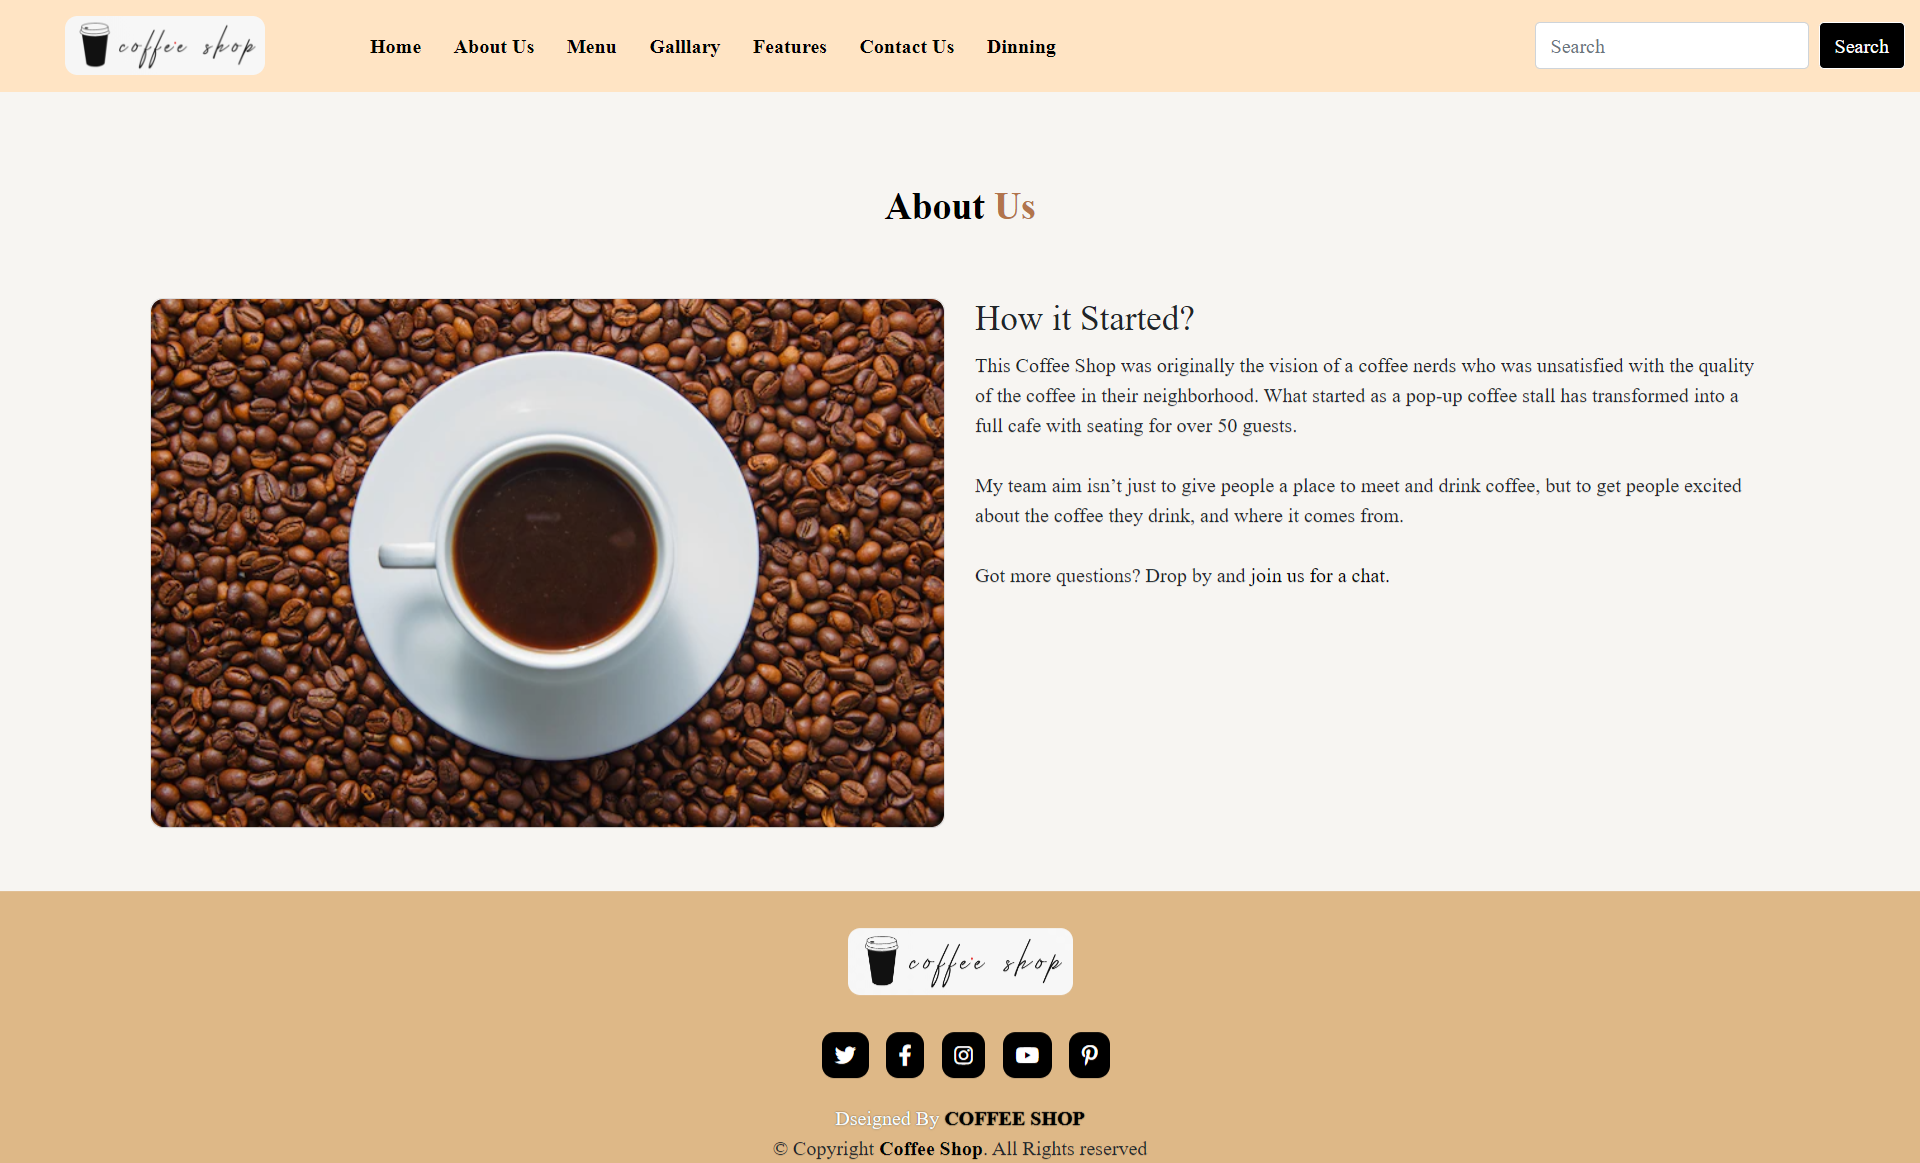 coffee shop
Home About Us Menu Galllary Features Contact Us Dinning
Search
Search
About Us
How it Started?
This Coffee Shop was originally the vision of a coffee nerds who was unsatisfied with the quality
of the coffee in their neighborhood. What started as a pop-up coffee stall has transformed into a
full cafe with seating for over 50 guests.
My team aim isn’t just to give people a place to meet and drink coffee, but to get people excited
about the coffee they drink, and where it comes from.
Got more questions? Drop by and join us for a chat.
coffee shop
Dseigned By COFFEE SHOP
© Copyright Coffee Shop. All Rights reserved